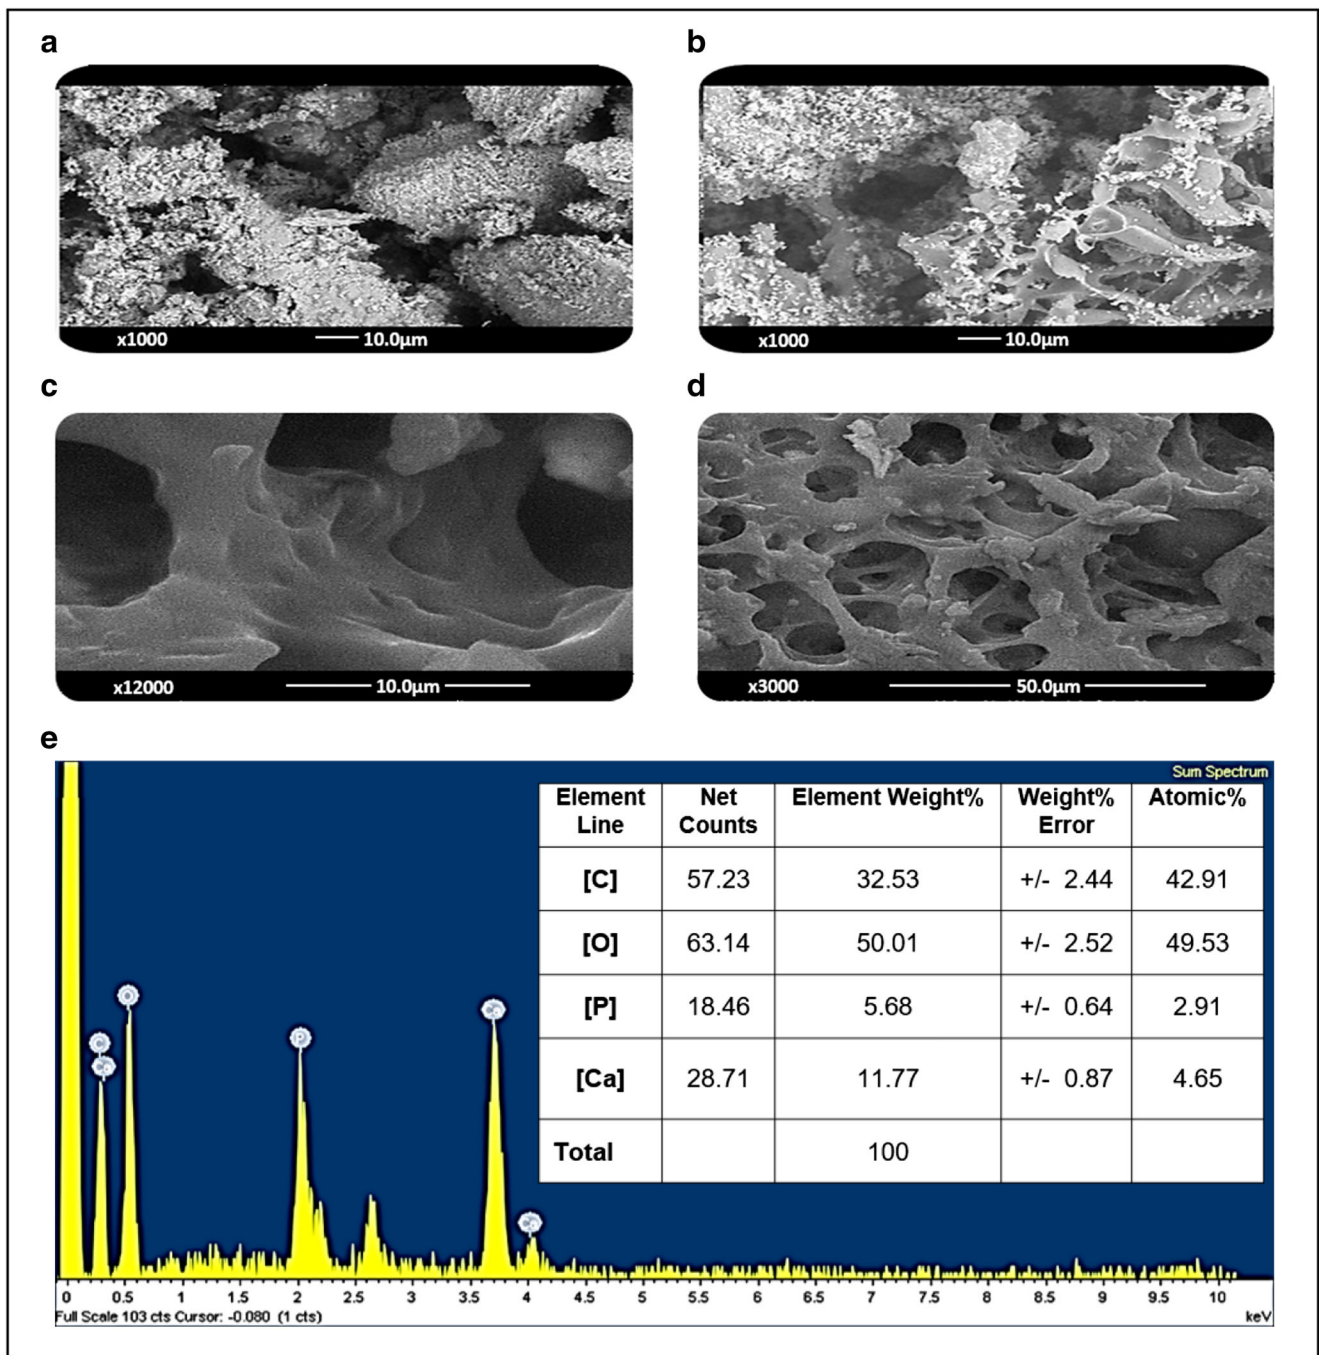 a
b
x1000 10.0μm
x1000 10.0μm
c
d
x12000 10.0μm
x3000 50.0μm
e
Sum Spectrum
Element Line Net Counts Element Weight% Weight% Error Atomic%
[C] 57.23 32.53 +/- 2.44 42.91
[O] 63.14 50.01 +/- 2.52 49.53
[P] 18.46 5.68 +/- 0.64 2.91
[Ca] 28.71 11.77 +/- 0.87 4.65
Total 100
O
C
Ca
P
Ca
Ca
0 0.5 1 1.5 2 2.5 3 3.5 4 4.5 5 5.5 6 6.5 7 7.5 8 8.5 9 9.5 10
Full Scale 103 cts Cursor: -0.080 (1 cts) keV